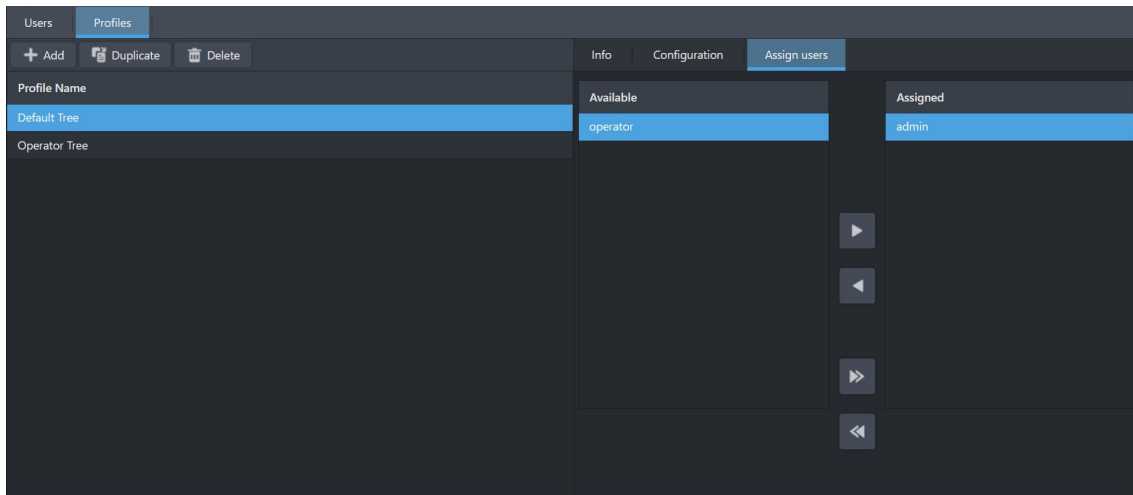 Users Profiles
Add Duplicate Delete
Info Configuration Assign users
Profile Name
Default Tree
Operator Tree
Available Assigned
operator admin